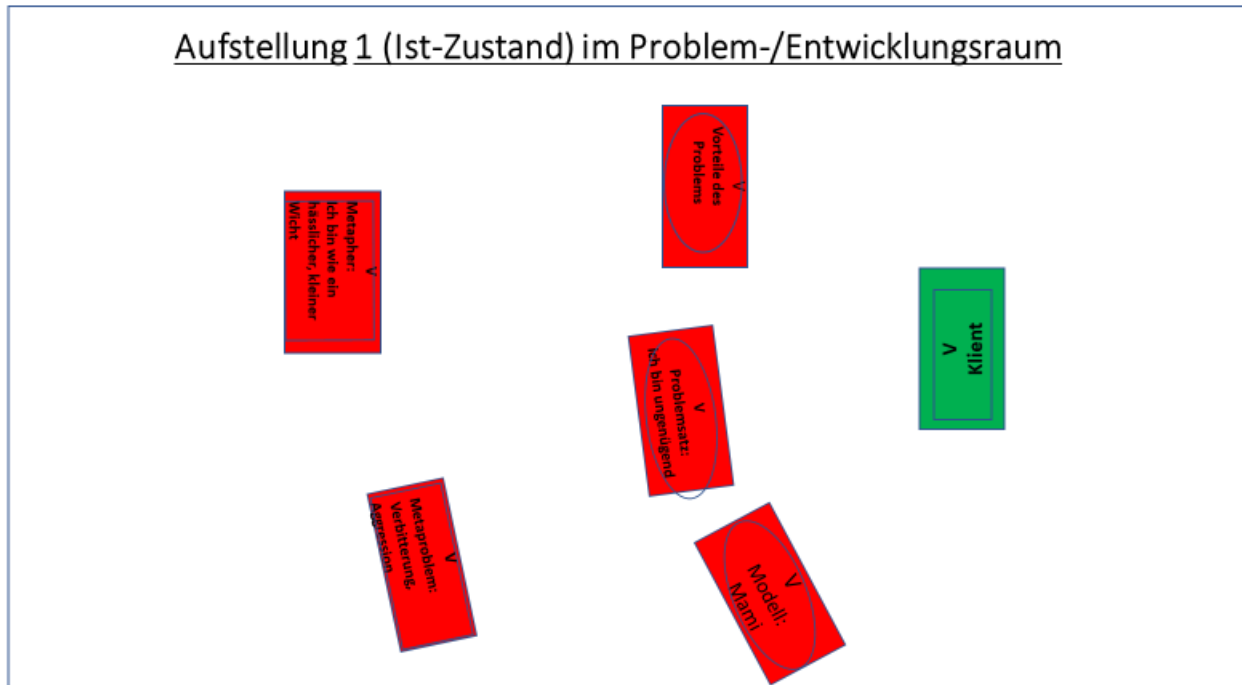 Aufstellung 1 (Ist-Zustand) im Problem-/Entwicklungsraum
V
Vorteile des
Problems
V
Metapher:
Ich bin wie ein
hässlicher, kleiner
Wicht
V
Klient
V
Problemsatz:
ich bin ungenügend
V
Metaproblem:
Verbitterung,
Aggression
V
Modell:
Mami